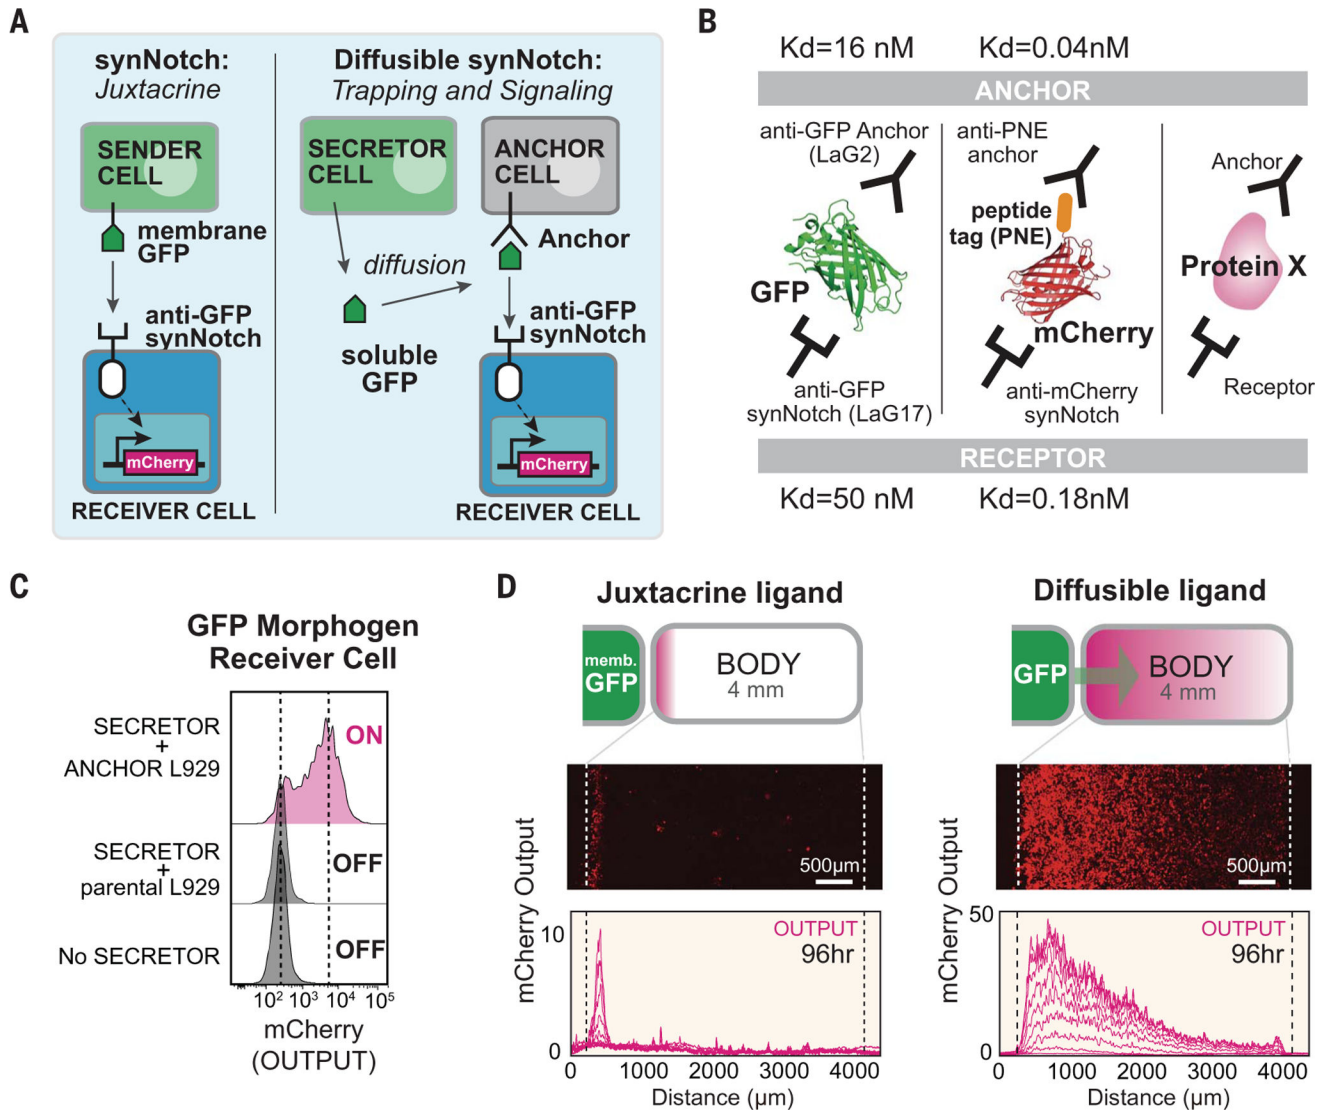 A
synNotch:
Juxtacrine
SENDER
CELL
membrane
GFP
anti-GFP
synNotch
mCherry
RECEIVER CELL
Diffusible synNotch:
Trapping and Signaling
SECRETOR
CELL
ANCHOR
CELL
Anchor
diffusion
soluble
GFP
anti-GFP
synNotch
mCherry
RECEIVER CELL
B
Kd=16 nM
Kd=0.04nM
ANCHOR
anti-GFP Anchor
(LaG2)
GFP
anti-GFP
synNotch (LaG17)
anti-PNE
anchor
peptide
tag (PNE)
mCherry
anti-mCherry
synNotch
Anchor
Protein X
Receptor
RECEPTOR
Kd=50 nM
Kd=0.18nM
C
GFP Morphogen
Receiver Cell
SECRETOR
+
ANCHOR L929
ON
SECRETOR
+
parental L929
OFF
No SECRETOR
OFF
10² 10³ 10⁴ 10⁵
mCherry
(OUTPUT)
D
Juxtacrine ligand
memb.
GFP
BODY
4 mm
500µm
mCherry Output
10
0
OUTPUT
96hr
0 1000 2000 3000 4000
Distance (µm)
Diffusible ligand
GFP
BODY
4 mm
500µm
mCherry Output
50
0
OUTPUT
96hr
0 1000 2000 3000 4000
Distance (µm)